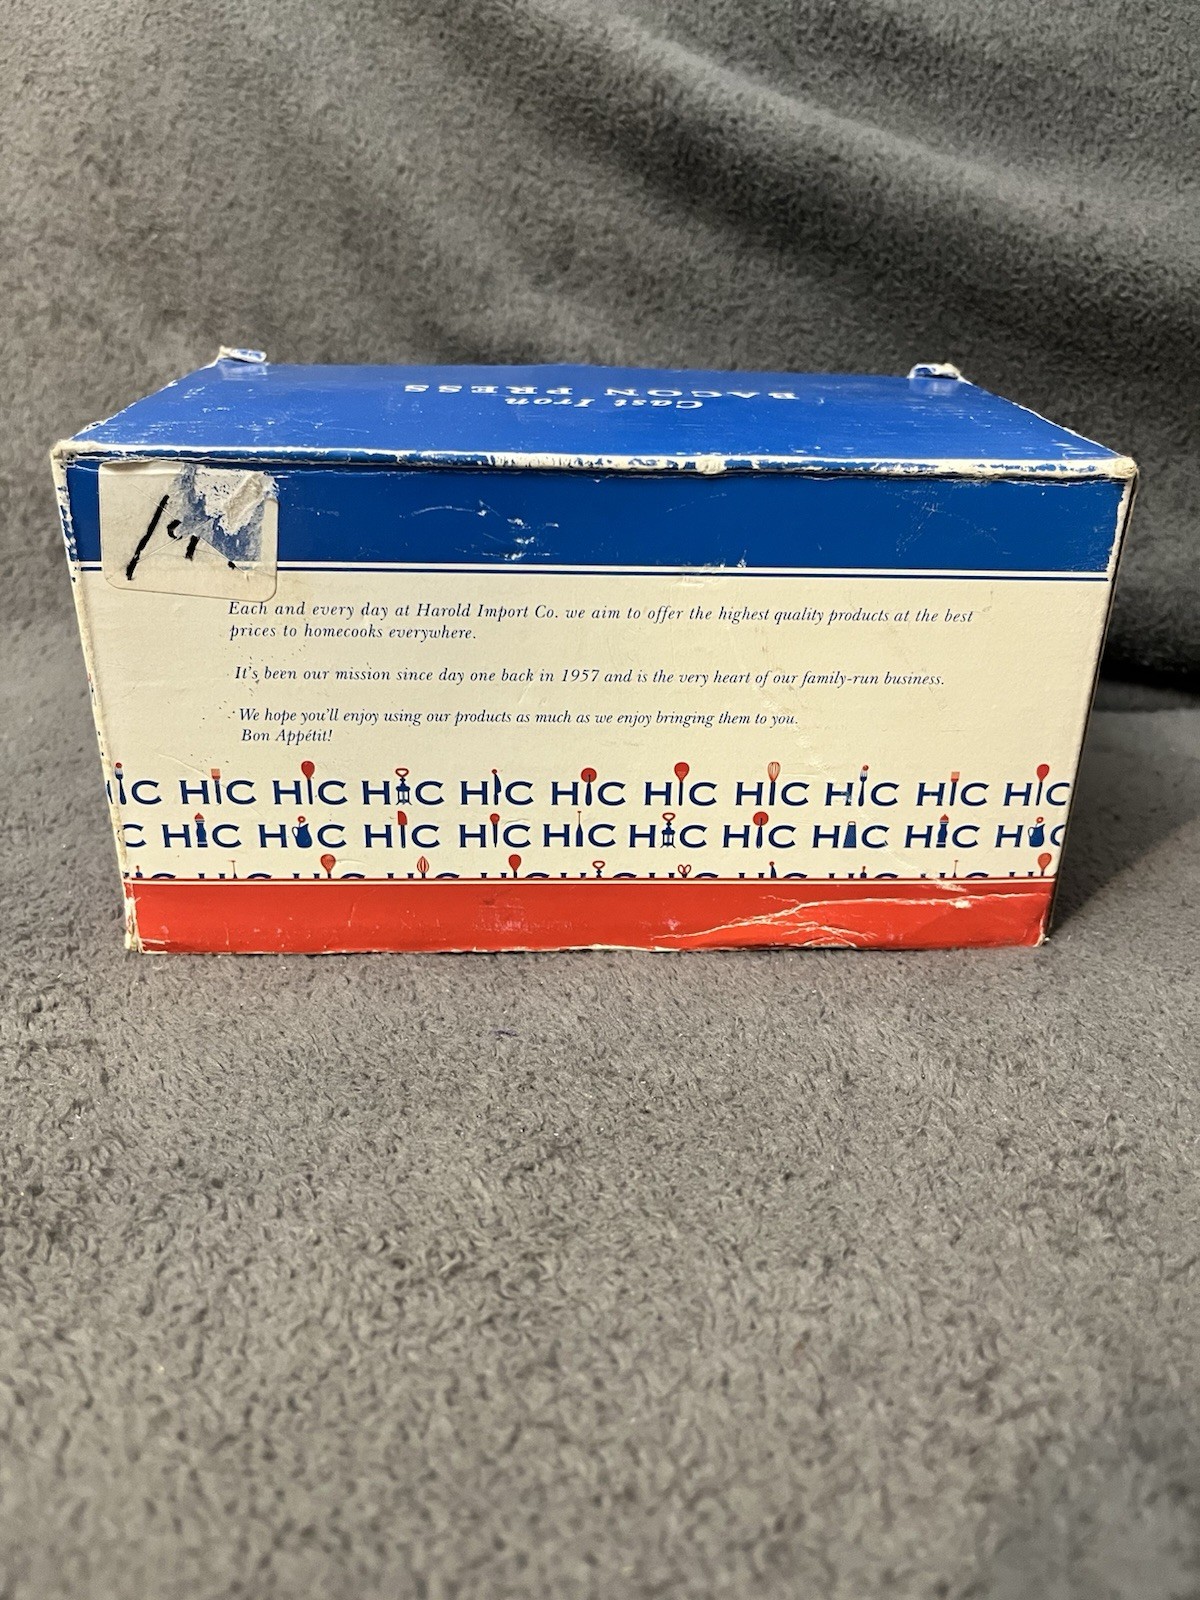 Cast Iron
BACON PRESS
Each and every day at Harold Import Co. we aim to offer the highest quality products at the best
prices to homecooks everywhere.
It's been our mission since day one back in 1957 and is the very heart of our family-run business.
We hope you'll enjoy using our products as much as we enjoy bringing them to you.
Bon Appétit!
HIC HIC HIC HIC HIC HIC HIC HIC HIC HIC HIC
C HIC HIC HIC HIC HIC HIC HIC HIC HIC HIC